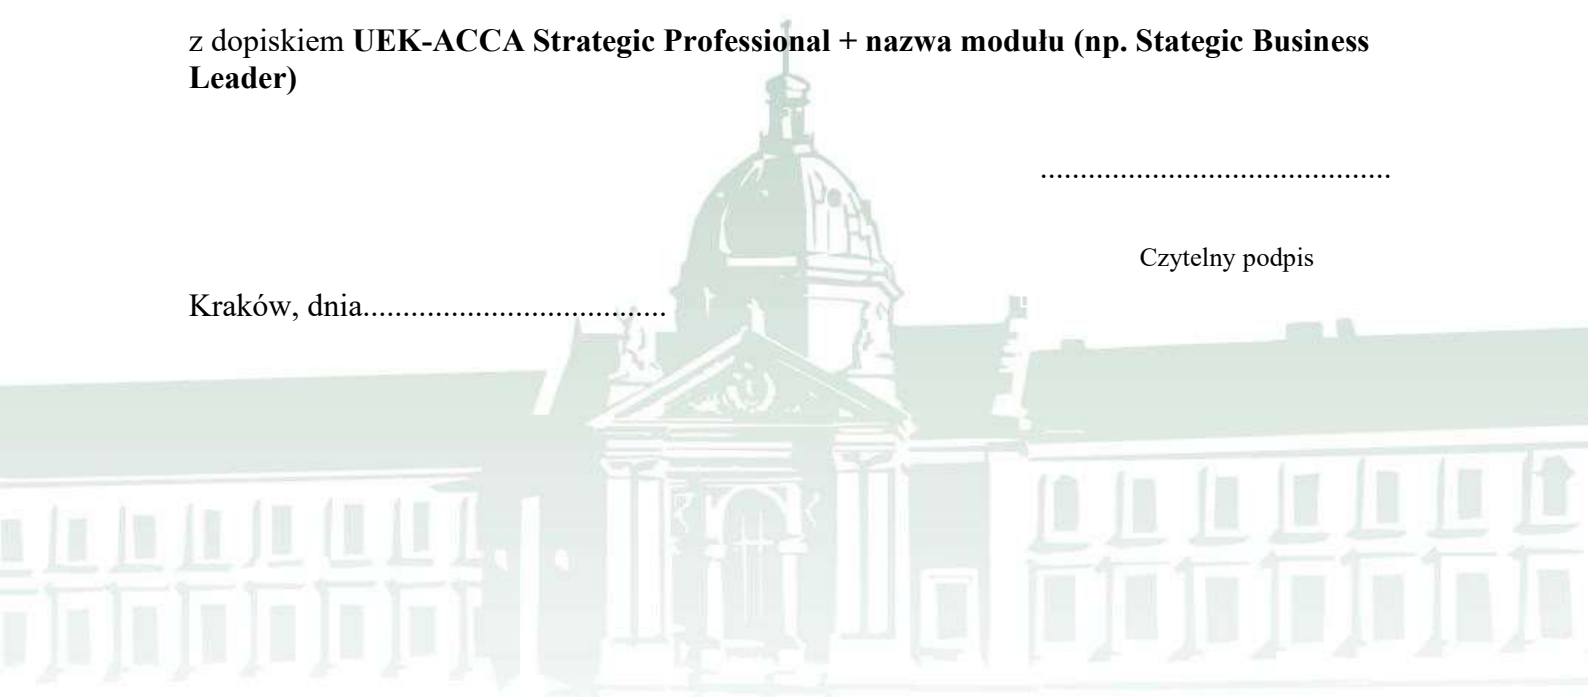 z dopiskiem UEK-ACCA Strategic Professional + nazwa modułu (np. Stategic Business
Leader)
............................................
Czytelny podpis
Kraków, dnia......................................